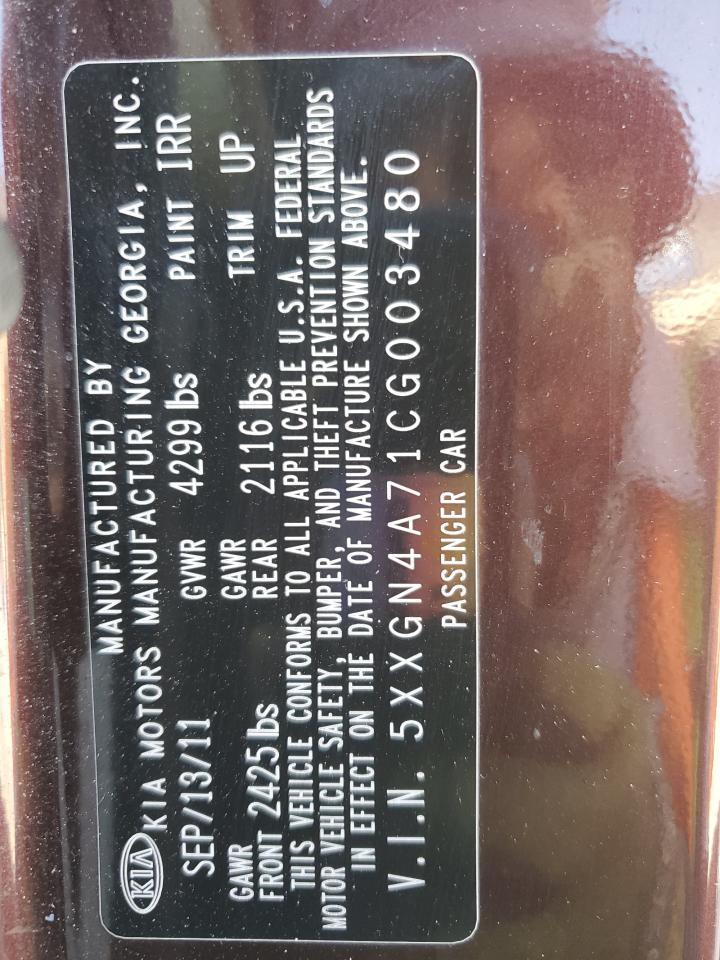 MANUFACTURED BY
KIA KIA MOTORS MANUFACTURING GEORGIA, INC.
SEP/13/11 GVWR 4299 lbs PAINT IRR
GAWR FRONT 2425 lbs GAWR REAR 2116 lbs TRIM UP
THIS VEHICLE CONFORMS TO ALL APPLICABLE U.S.A. FEDERAL
MOTOR VEHICLE SAFETY, BUMPER, AND THEFT PREVENTION STANDARDS
IN EFFECT ON THE DATE OF MANUFACTURE SHOWN ABOVE.
V.I.N. 5XXGN4A71CG003480
PASSENGER CAR